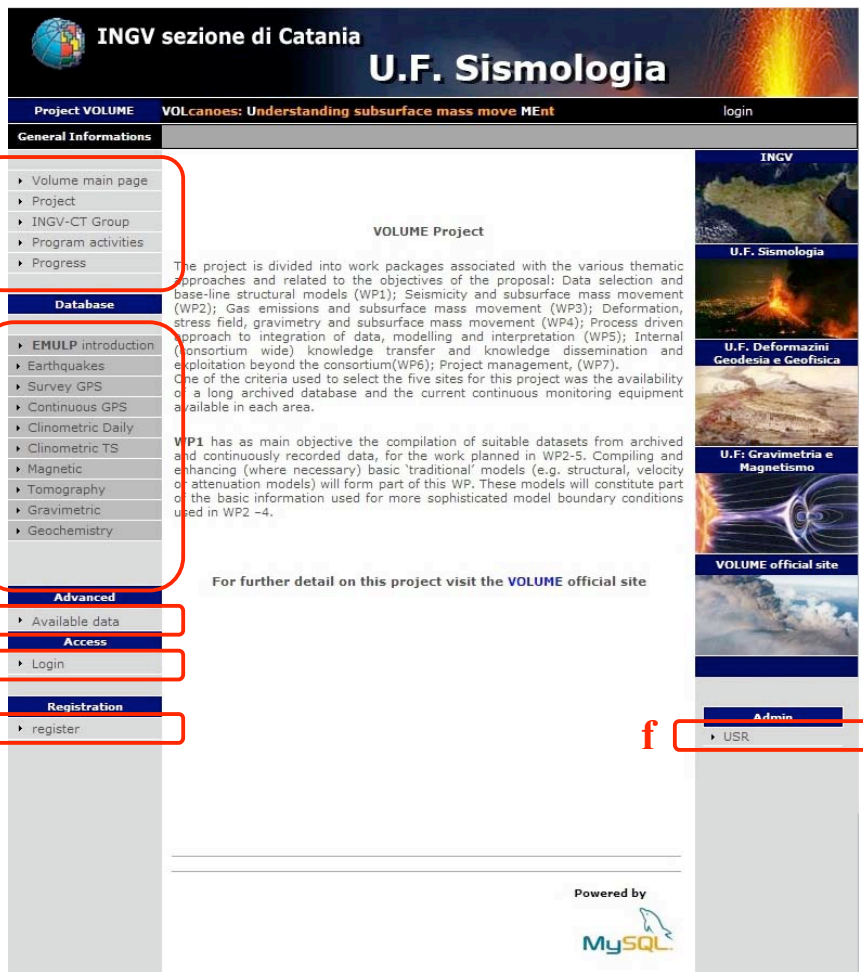 INGV sezione di Catania
U.F. Sismologia
Project VOLUME
VOLcanoes: Understanding subsurface mass move MEnt
login
General Informations
Volume main page
Project
INGV-CT Group
Program activities
Progress
Database
EMULP introduction
Earthquakes
Survey GPS
Continuous GPS
Clinometric Daily
Clinometric TS
Magnetic
Tomography
Gravimetric
Geochemistry
Advanced
Available data
Access
Login
Registration
register
VOLUME Project
The project is divided into work packages associated with the various thematic
approaches and related to the objectives of the proposal: Data selection and
base-line structural models (WP1); Seismicity and subsurface mass movement
(WP2); Gas emissions and subsurface mass movement (WP3); Deformation,
stress field, gravimetry and subsurface mass movement (WP4); Process driven
approach to integration of data, modelling and interpretation (WP5); Internal
(consortium wide) knowledge transfer and knowledge dissemination and
exploitation beyond the consortium(WP6); Project management, (WP7).
One of the criteria used to select the five sites for this project was the availability
of a long archived database and the current continuous monitoring equipment
available in each area.
WP1 has as main objective the compilation of suitable datasets from archived
and continuously recorded data, for the work planned in WP2-5. Compiling and
enhancing (where necessary) basic 'traditional' models (e.g. structural, velocity
or attenuation models) will form part of this WP. These models will constitute part
of the basic information used for more sophisticated model boundary conditions
used in WP2 –4.
For further detail on this project visit the VOLUME official site
Powered by
MySQL
INGV
U.F. Sismologia
U.F. Deformazini
Geodesia e Geofisica
U.F: Gravimetria e
Magnetismo
VOLUME official site
Admin
f
USR